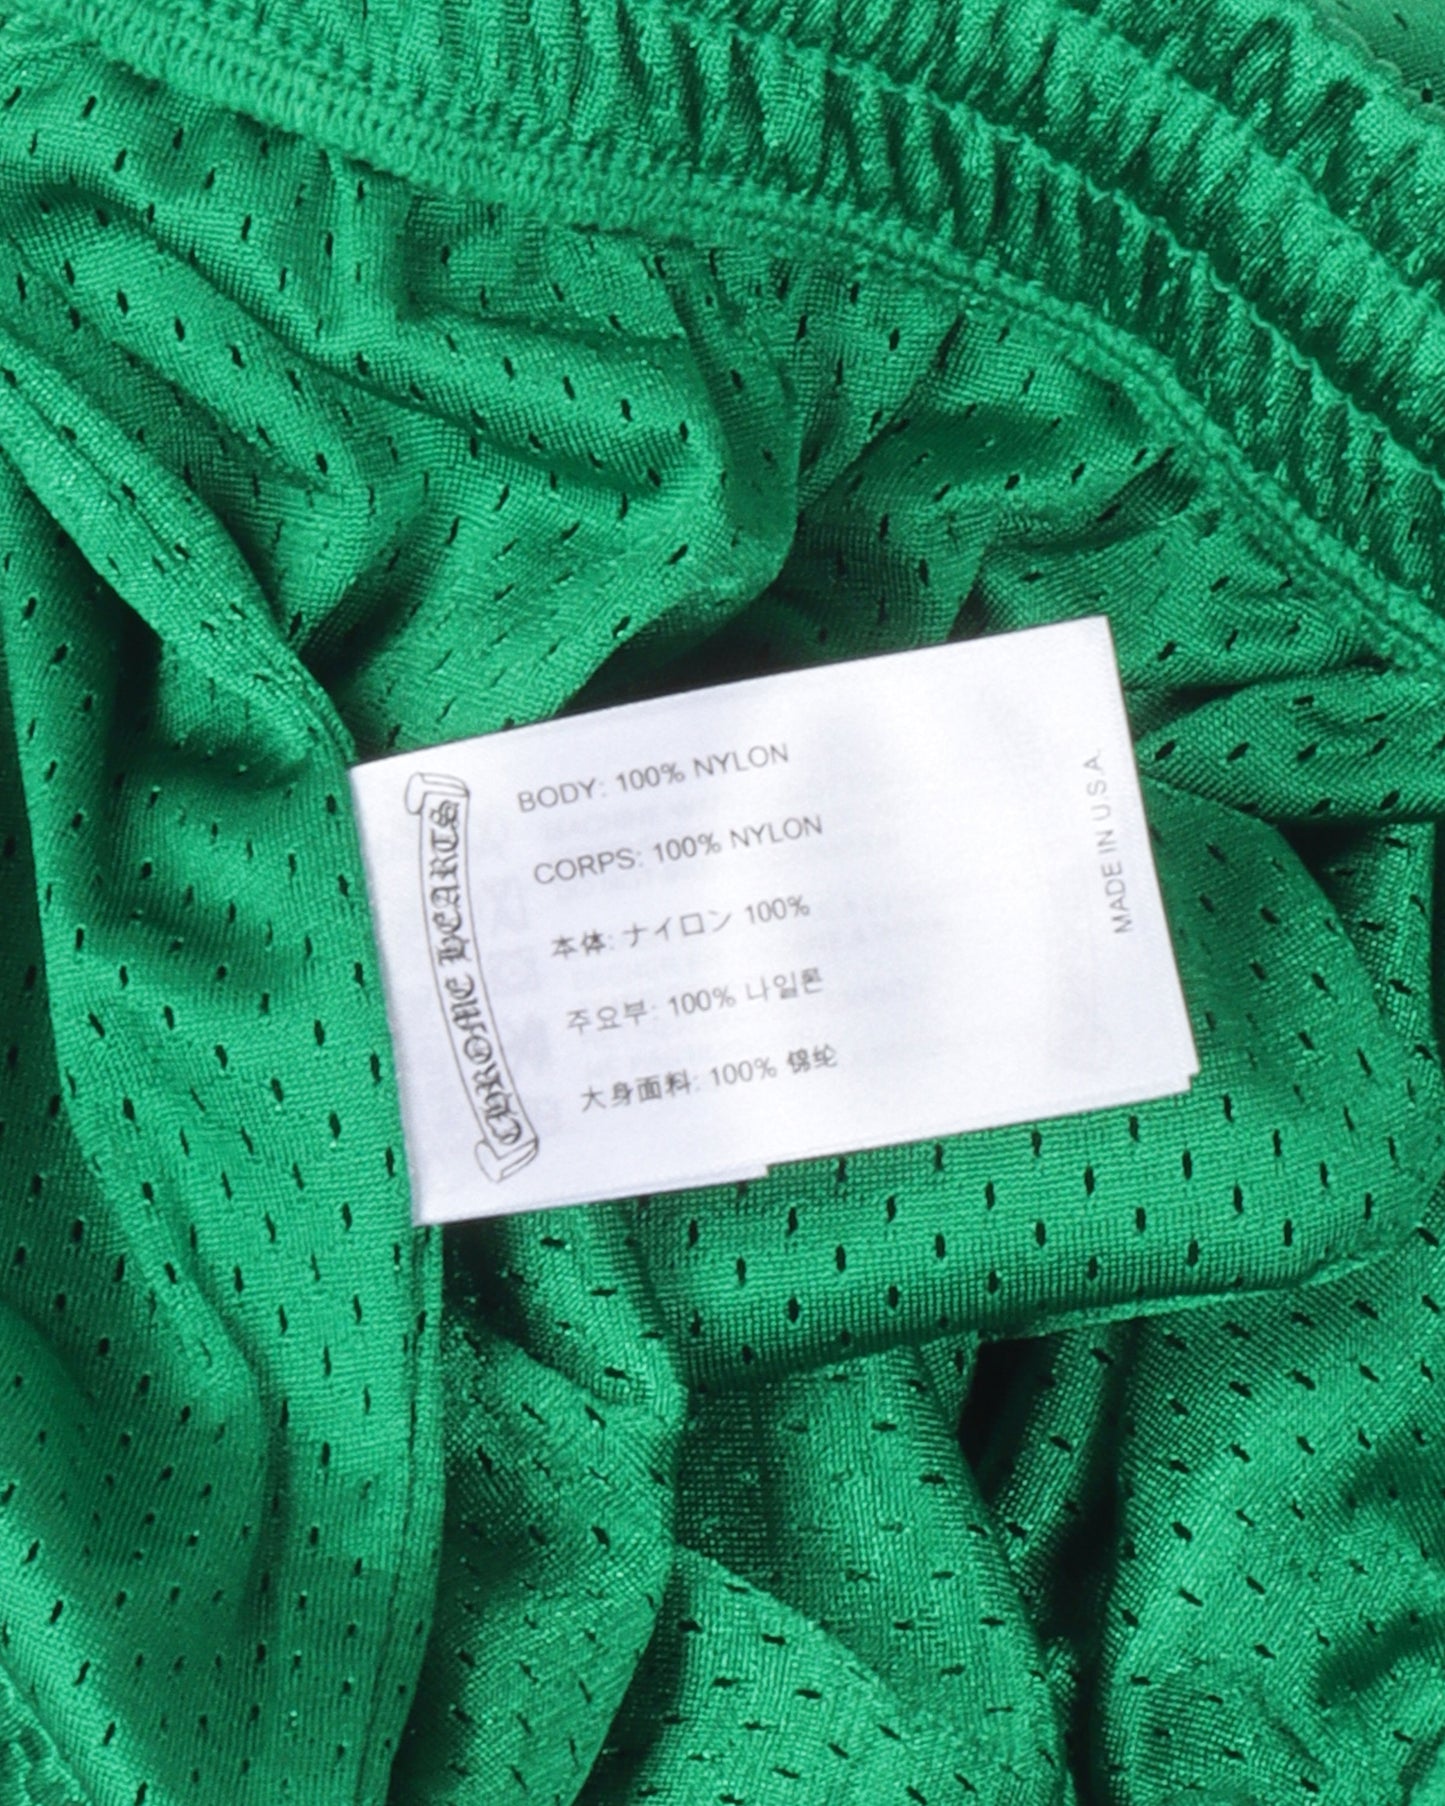 CHROME HEARTS
BODY: 100% NYLON
CORPS: 100% NYLON
本体: ナイロン 100%
주요부: 100% 나일론
大身面料: 100% 锦纶
MADE IN U.S.A.